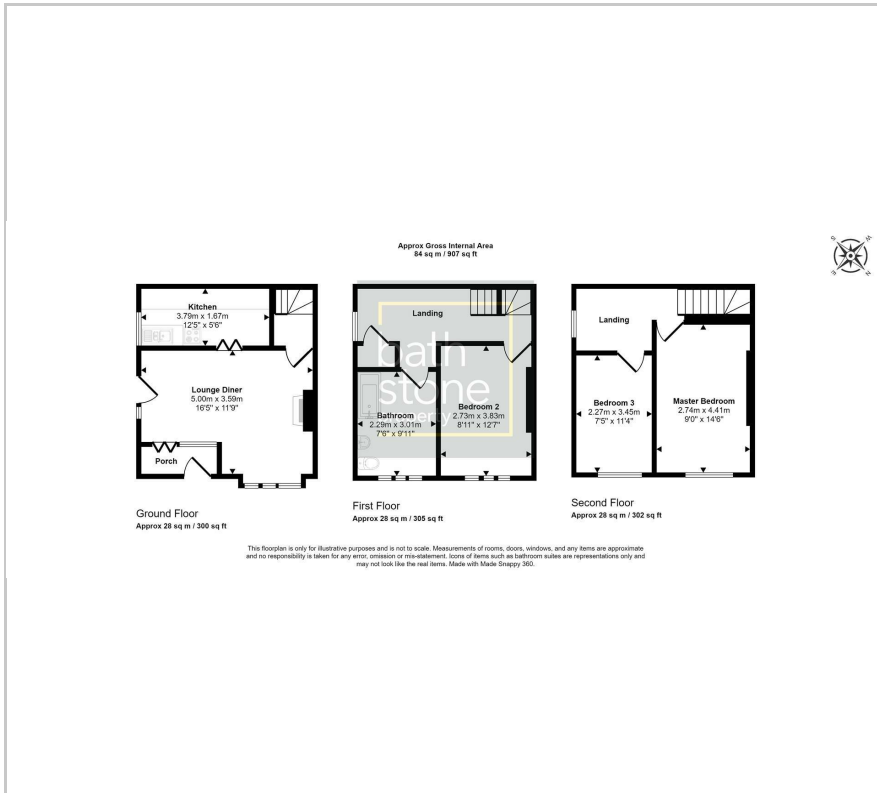 Approx Gross Internal Area
84 sq m / 907 sq ft
Kitchen
3.79m x 1.67m
12'5" x 5'6"
Lounge Diner
5.00m x 3.59m
16'5" x 11'9"
Porch
Ground Floor
Approx 28 sq m / 300 sq ft
Landing
bath
stone
property
Bathroom
2.29m x 3.01m
7'6" x 9'11"
Bedroom 2
2.73m x 3.83m
8'11" x 12'7"
First Floor
Approx 28 sq m / 305 sq ft
Landing
Bedroom 3
2.27m x 3.45m
7'5" x 11'4"
Master Bedroom
2.74m x 4.41m
9'0" x 14'6"
Second Floor
Approx 28 sq m / 302 sq ft
S
W
E
N
This floorplan is only for illustrative purposes and is not to scale. Measurements of rooms, doors, windows, and any items are approximate
and no responsibility is taken for any error, omission or mis-statement. Icons of items such as bathroom suites are representations only and
may not look like the real items. Made with Made Snappy 360.